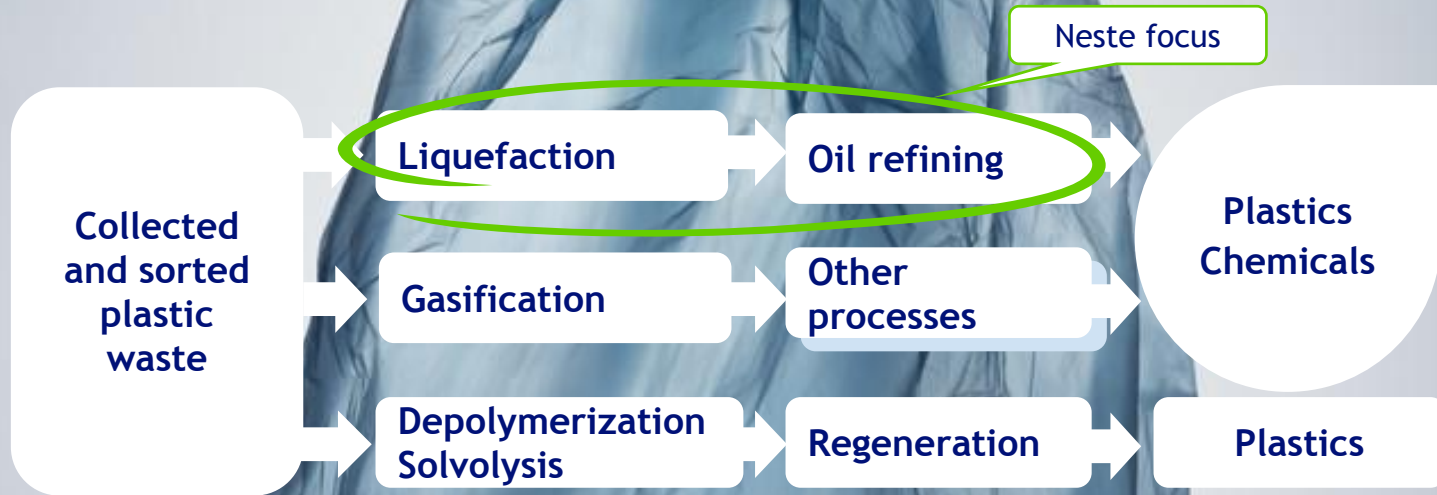 Neste focus
Collected
and sorted
plastic
waste
Liquefaction
Oil refining
Plastics
Chemicals
Gasification
Other
processes
Depolymerization
Solvolysis
Regeneration
Plastics